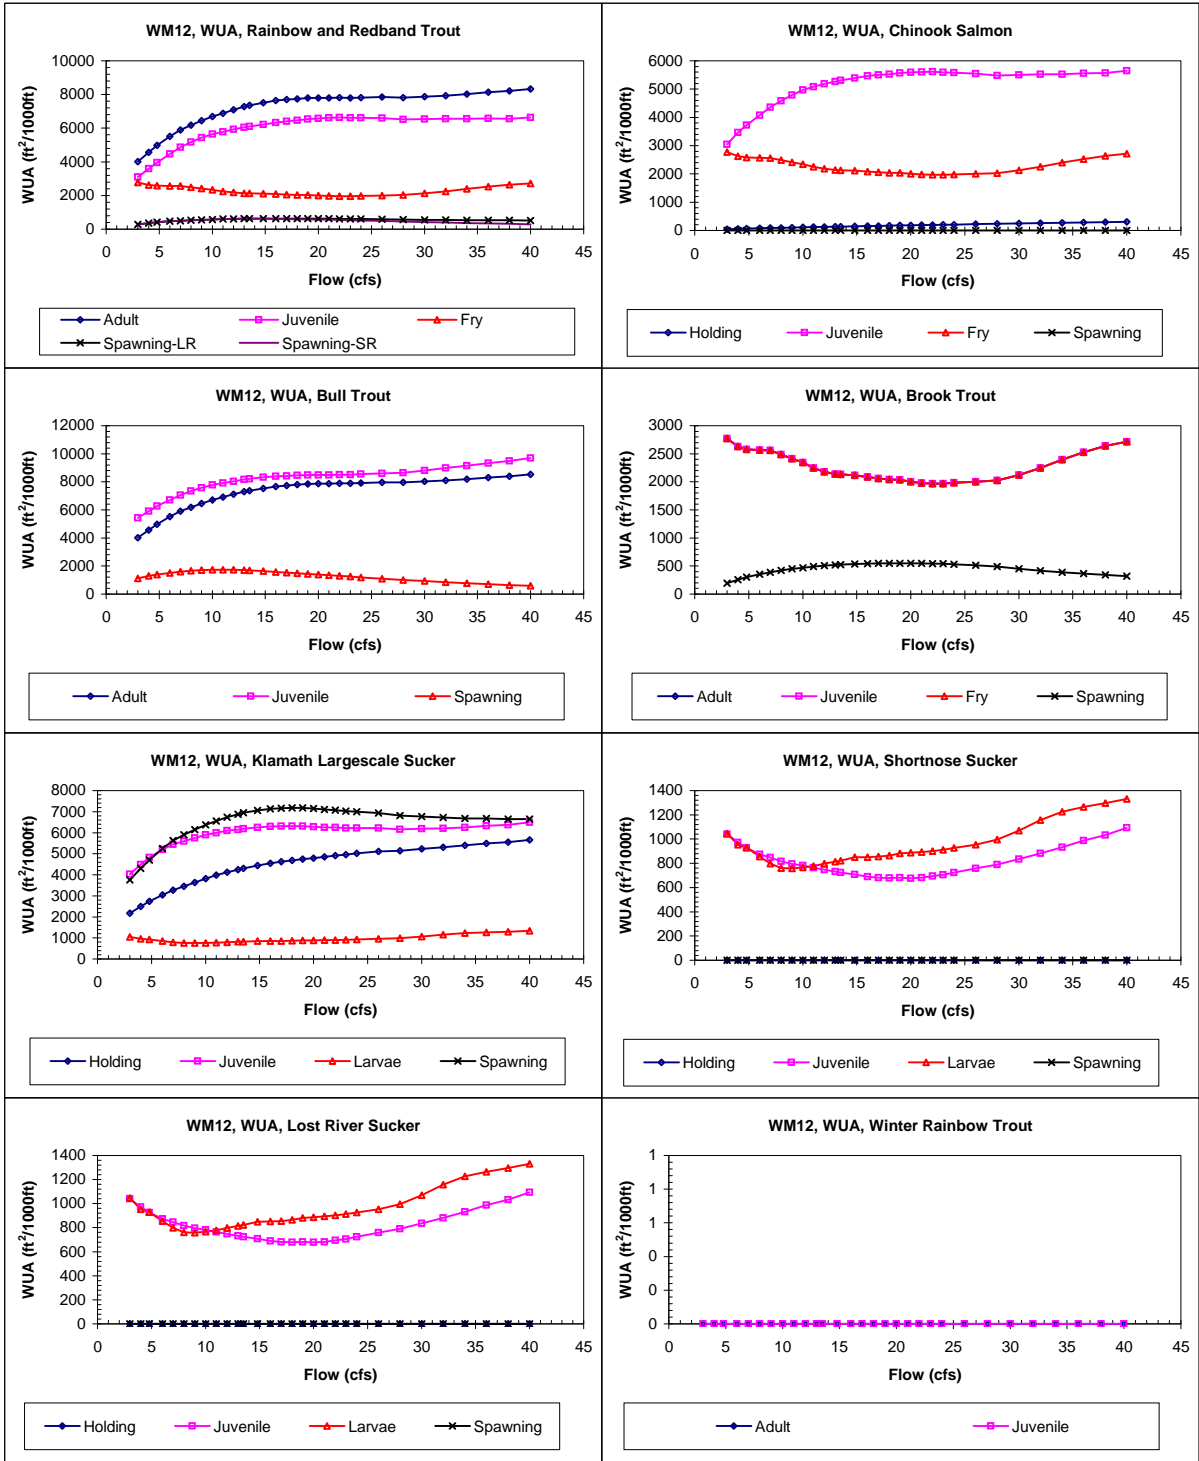 WM12, WUA, Rainbow and Redband Trout
WUA (ft²/1000ft)
10000
8000
6000
4000
2000
0
0 5 10 15 20 25 30 35 40 45
Flow (cfs)
Adult Juvenile Fry
Spawning-LR Spawning-SR
WM12, WUA, Chinook Salmon
WUA (ft²/1000ft)
6000
5000
4000
3000
2000
1000
0
0 5 10 15 20 25 30 35 40 45
Flow (cfs)
Holding Juvenile Fry Spawning
WM12, WUA, Bull Trout
WUA (ft²/1000ft)
12000
10000
8000
6000
4000
2000
0
0 5 10 15 20 25 30 35 40 45
Flow (cfs)
Adult Juvenile Spawning
WM12, WUA, Brook Trout
WUA (ft²/1000ft)
3000
2500
2000
1500
1000
500
0
0 5 10 15 20 25 30 35 40 45
Flow (cfs)
Adult Juvenile Fry Spawning
WM12, WUA, Klamath Largescale Sucker
WUA (ft²/1000ft)
8000
7000
6000
5000
4000
3000
2000
1000
0
0 5 10 15 20 25 30 35 40 45
Flow (cfs)
Holding Juvenile Larvae Spawning
WM12, WUA, Shortnose Sucker
WUA (ft²/1000ft)
1400
1200
1000
800
600
400
200
0
0 5 10 15 20 25 30 35 40 45
Flow (cfs)
Holding Juvenile Larvae Spawning
WM12, WUA, Lost River Sucker
WUA (ft²/1000ft)
1400
1200
1000
800
600
400
200
0
0 5 10 15 20 25 30 35 40 45
Flow (cfs)
Holding Juvenile Larvae Spawning
WM12, WUA, Winter Rainbow Trout
WUA (ft²/1000ft)
1
1
1
0
0
0
0 5 10 15 20 25 30 35 40 45
Flow (cfs)
Adult Juvenile